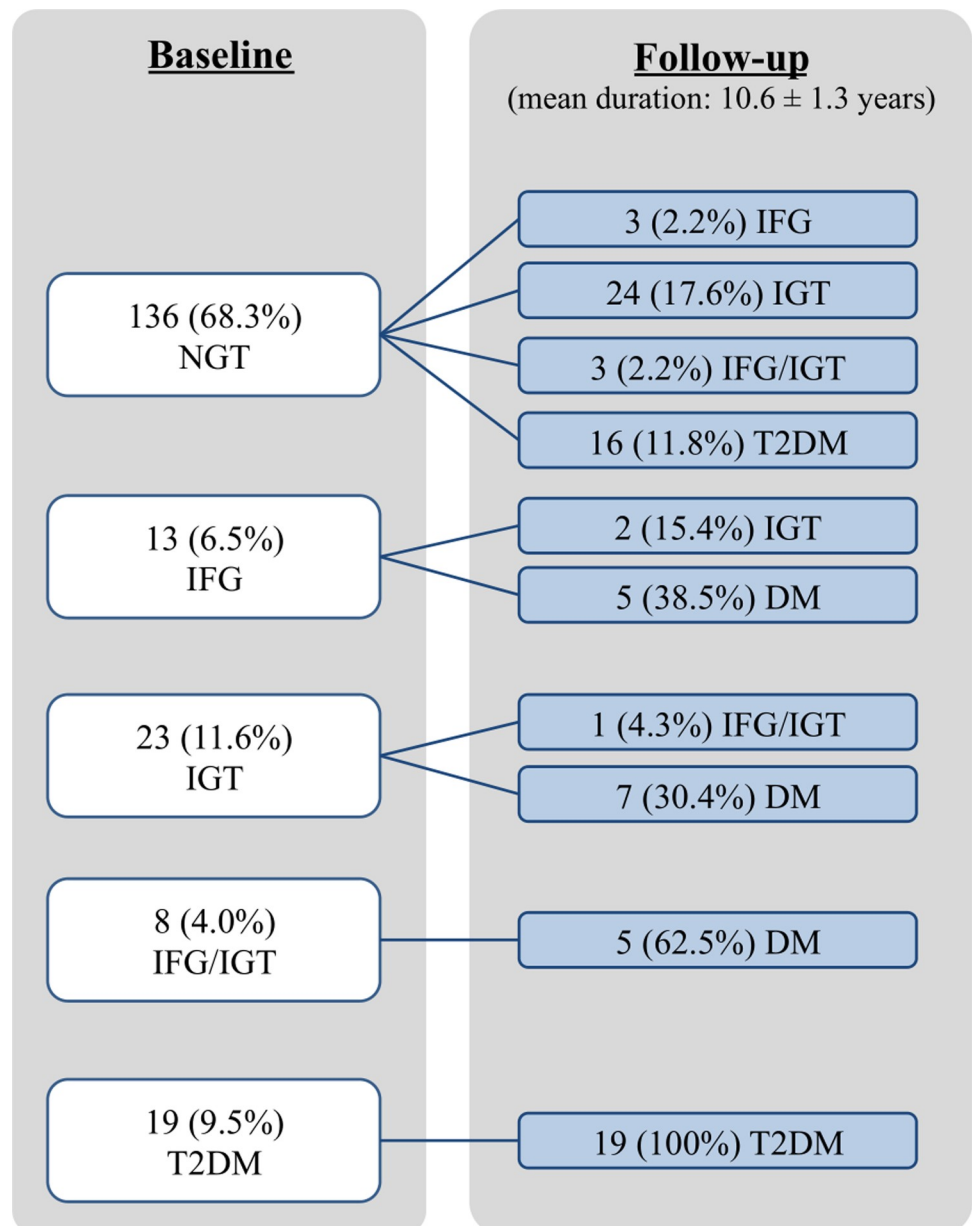 Baseline
136 (68.3%)
NGT
13 (6.5%)
IFG
23 (11.6%)
IGT
8 (4.0%)
IFG/IGT
19 (9.5%)
T2DM
Follow-up
(mean duration: 10.6 ± 1.3 years)
3 (2.2%) IFG
24 (17.6%) IGT
3 (2.2%) IFG/IGT
16 (11.8%) T2DM
2 (15.4%) IGT
5 (38.5%) DM
1 (4.3%) IFG/IGT
7 (30.4%) DM
5 (62.5%) DM
19 (100%) T2DM